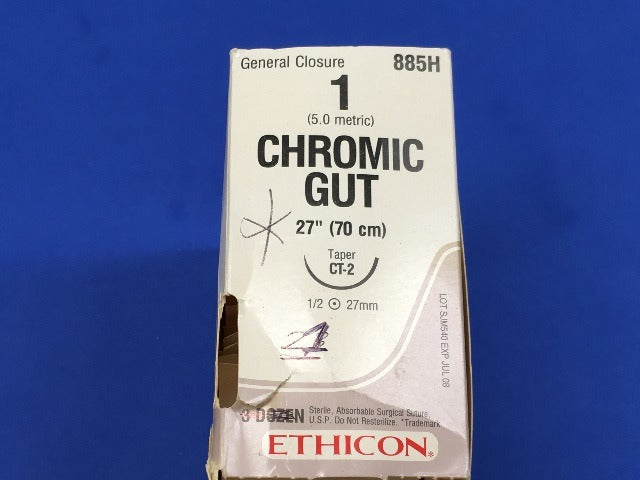 General Closure 885H
1
(5.0 metric)
CHROMIC
GUT
27" (70 cm)
Taper
CT-2
1/2 27mm
LOT SJM540 EXP JUL 08
3 DOZEN Sterile, Absorbable Surgical Suture,
U.S.P. Do Not Resterilize. *Trademark
ETHICON*